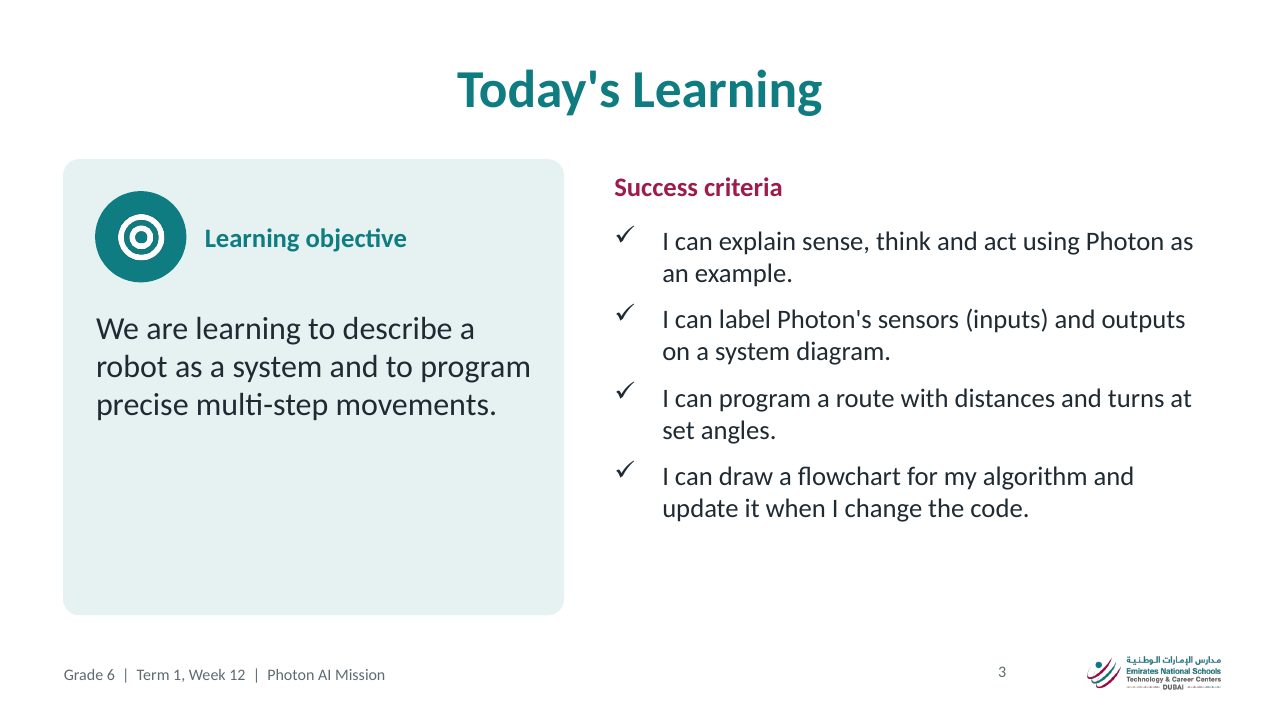 Today's Learning
Learning objective
We are learning to describe a
robot as a system and to program
precise multi-step movements.
Success criteria
✓ I can explain sense, think and act using Photon as
an example.
✓ I can label Photon's sensors (inputs) and outputs
on a system diagram.
✓ I can program a route with distances and turns at
set angles.
✓ I can draw a flowchart for my algorithm and
update it when I change the code.
Grade 6 | Term 1, Week 12 | Photon AI Mission
3
مدارس الإمارات الوطنية
Emirates National Schools
Technology & Career Centers
DUBAI